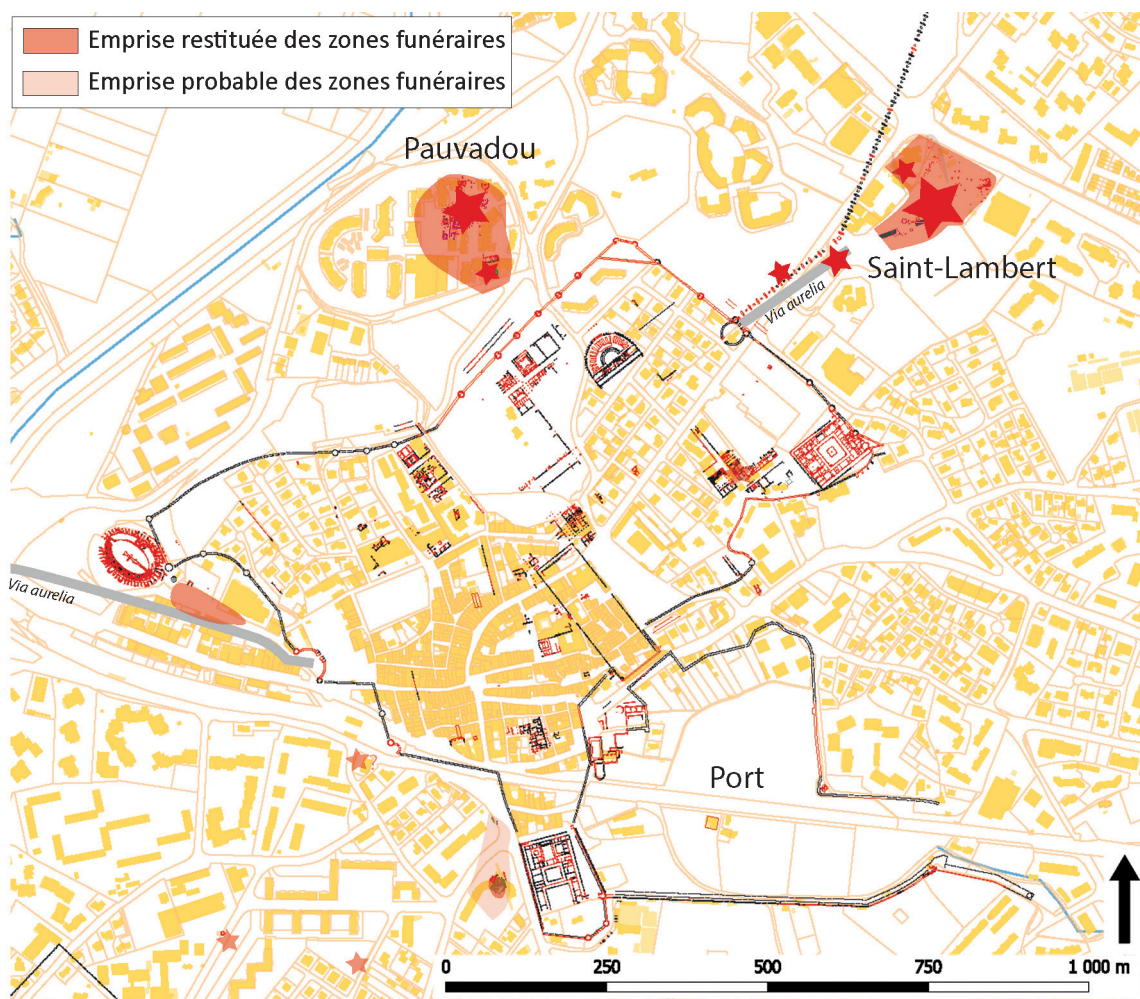 Emprise restituée des zones funéraires
Emprise probable des zones funéraires
Pauvadou
Saint-Lambert
Via aurelia
Via aurelia
Port
0 250 500 750 1 000 m